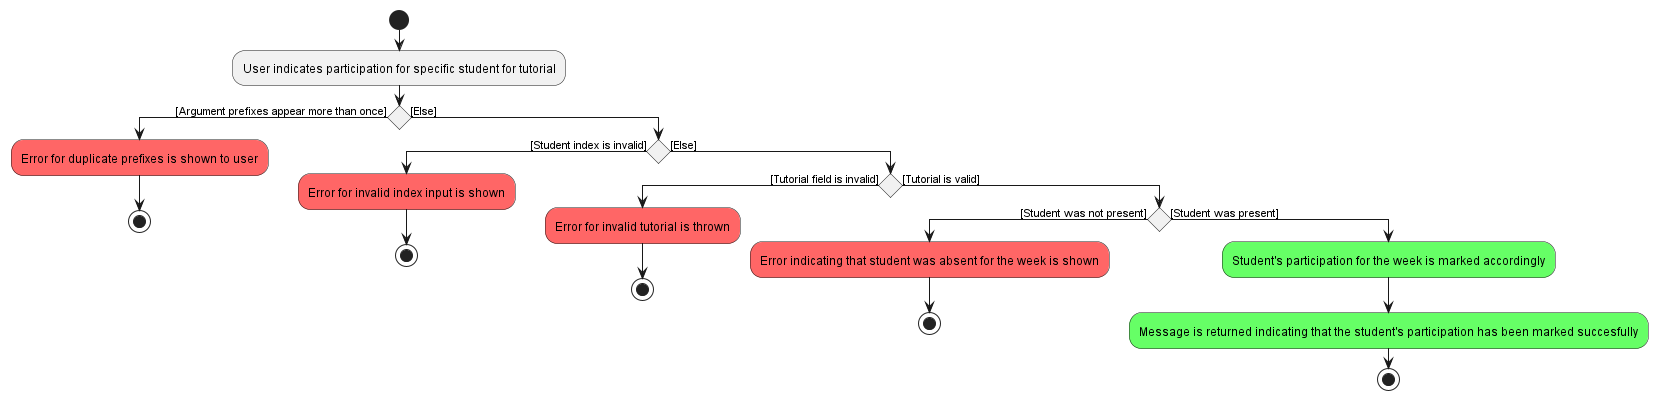 User indicates participation for specific student for tutorial
[Argument prefixes appear more than once]
[Else]
Error for duplicate prefixes is shown to user
[Student index is invalid]
[Else]
Error for invalid index input is shown
[Tutorial field is invalid]
[Tutorial is valid]
Error for invalid tutorial is thrown
[Student was not present]
[Student was present]
Error indicating that student was absent for the week is shown
Student's participation for the week is marked accordingly
Message is returned indicating that the student's participation has been marked succesfully